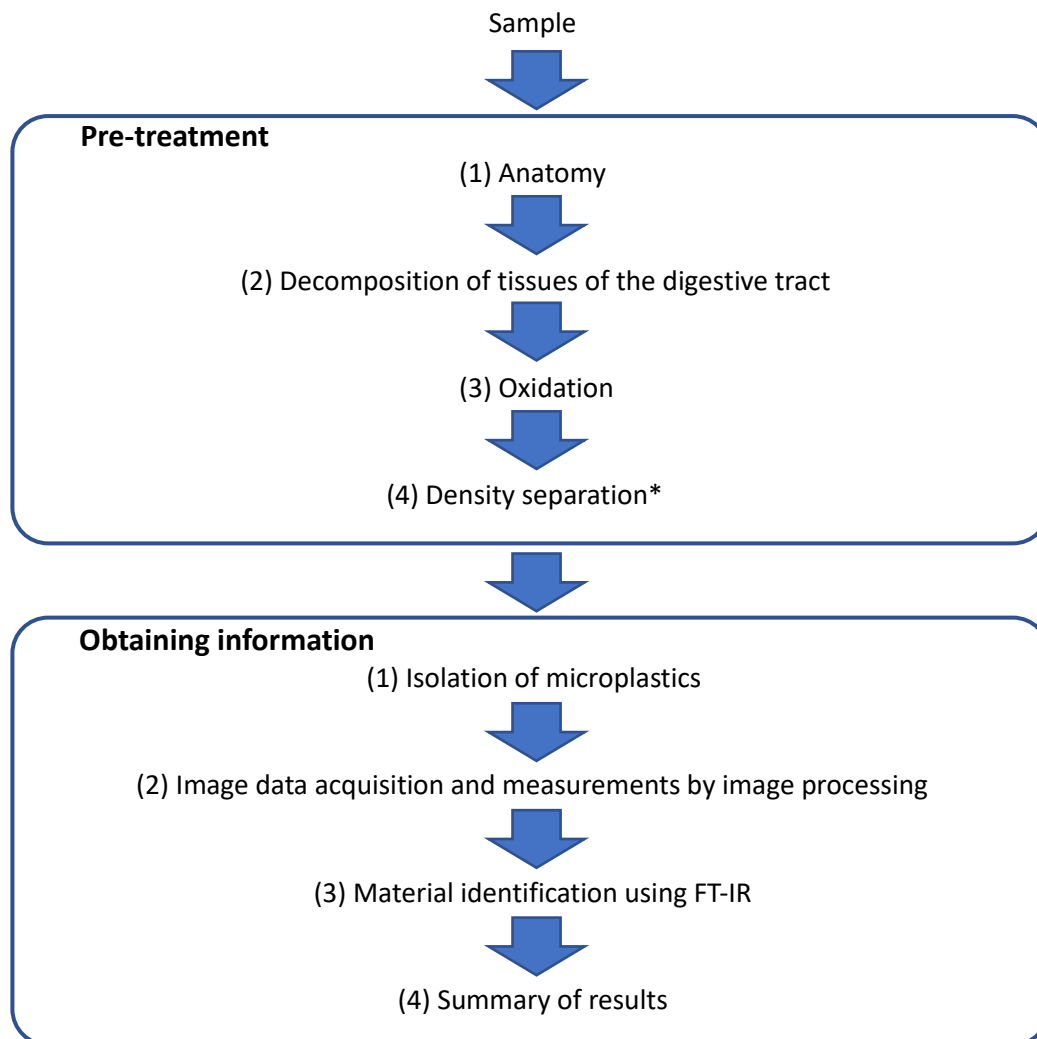 Sample
Pre-treatment
(1) Anatomy
(2) Decomposition of tissues of the digestive tract
(3) Oxidation
(4) Density separation*
Obtaining information
(1) Isolation of microplastics
(2) Image data acquisition and measurements by image processing
(3) Material identification using FT-IR
(4) Summary of results